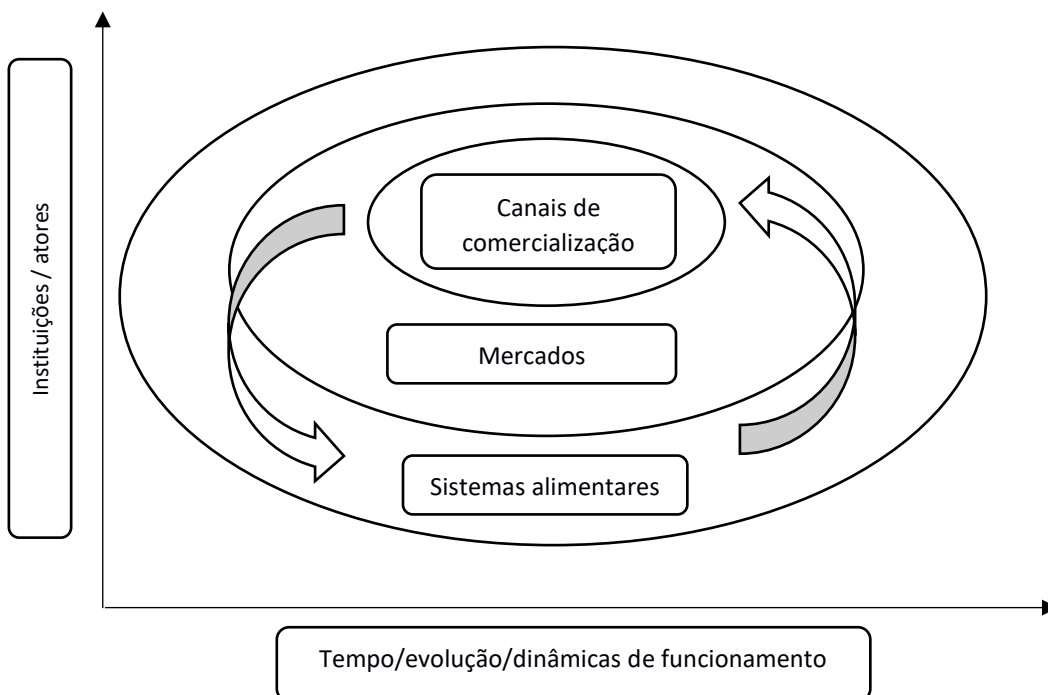 Instituições / atores
Canais de
comercialização
Mercados
Sistemas alimentares
Tempo/evolução/dinâmicas de funcionamento